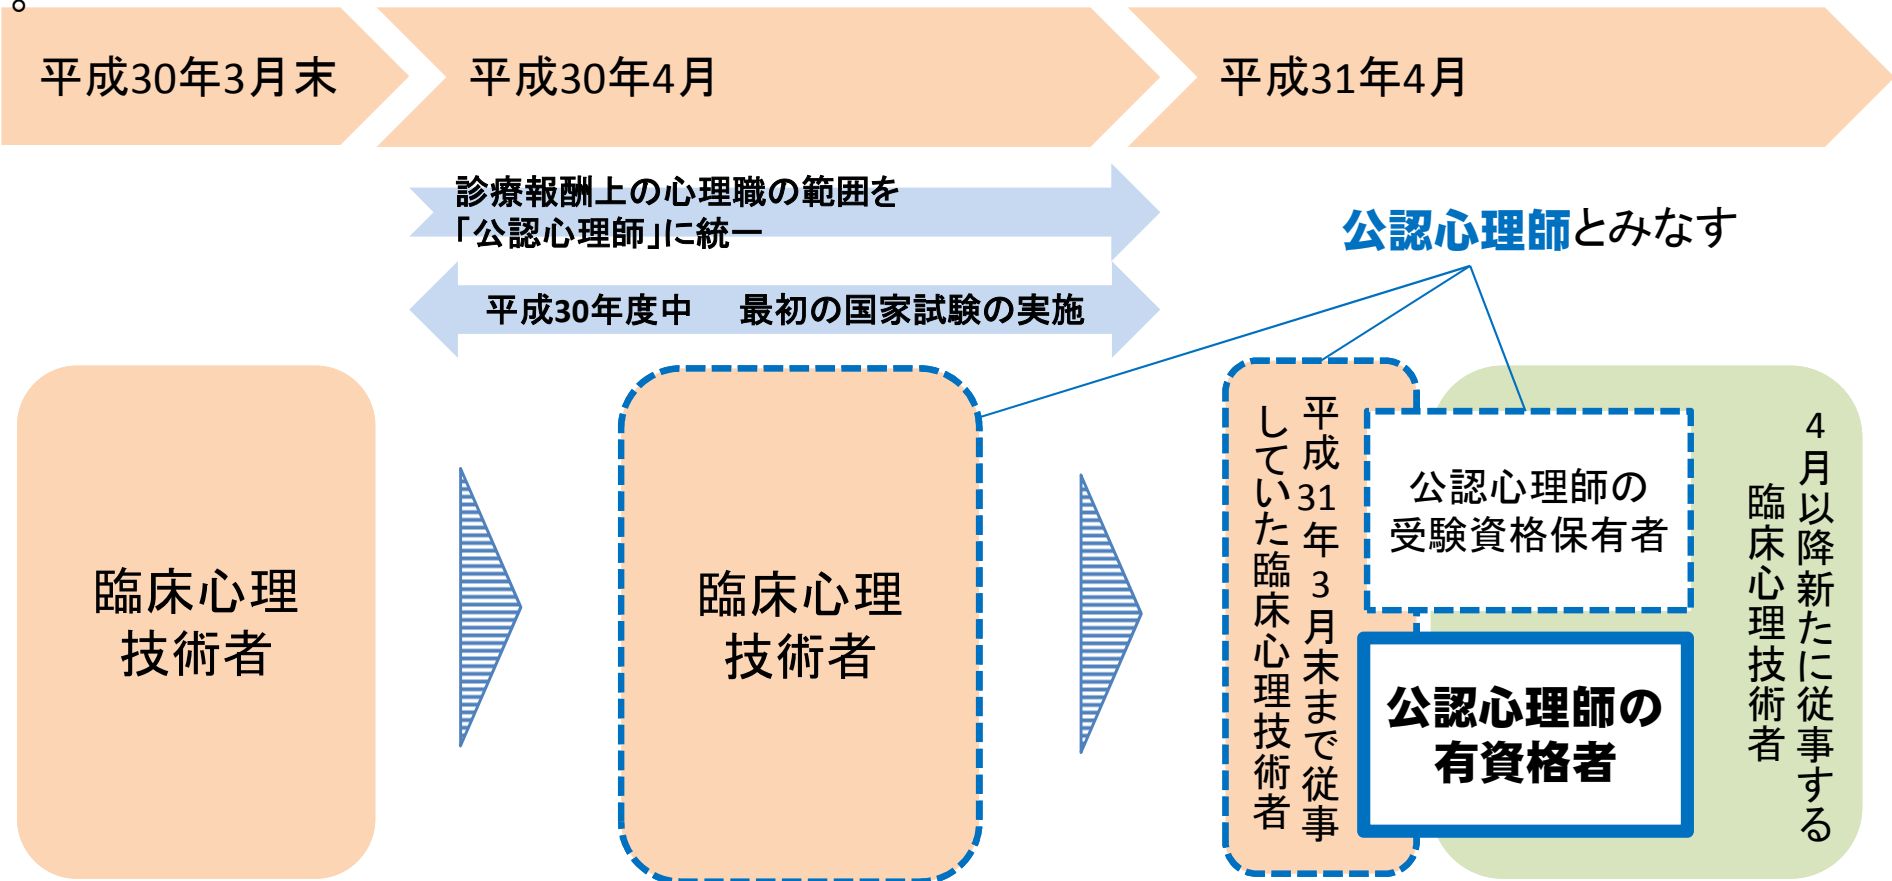 。
平成30年3月末
平成30年4月
平成31年4月
診療報酬上の心理職の範囲を
「公認心理師」に統一
公認心理師とみなす
平成30年度中　最初の国家試験の実施
臨床心理
技術者
臨床心理
技術者
平成31年3月末まで従事
していた臨床心理技術者
公認心理師の
受験資格保有者
公認心理師の
有資格者
4月以降新たに従事する
臨床心理技術者